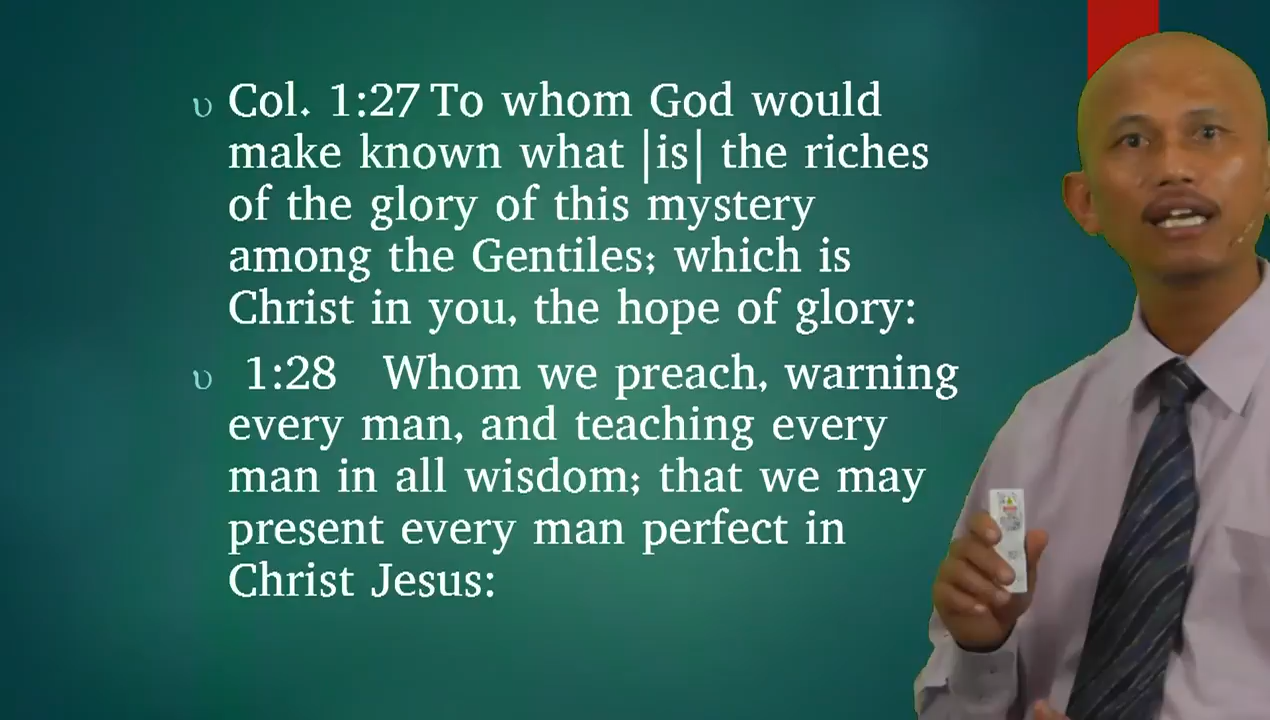 υ Col. 1:27 To whom God would
make known what |is| the riches
of the glory of this mystery
among the Gentiles; which is
Christ in you, the hope of glory:
υ 1:28 Whom we preach, warning
every man, and teaching every
man in all wisdom; that we may
present every man perfect in
Christ Jesus: